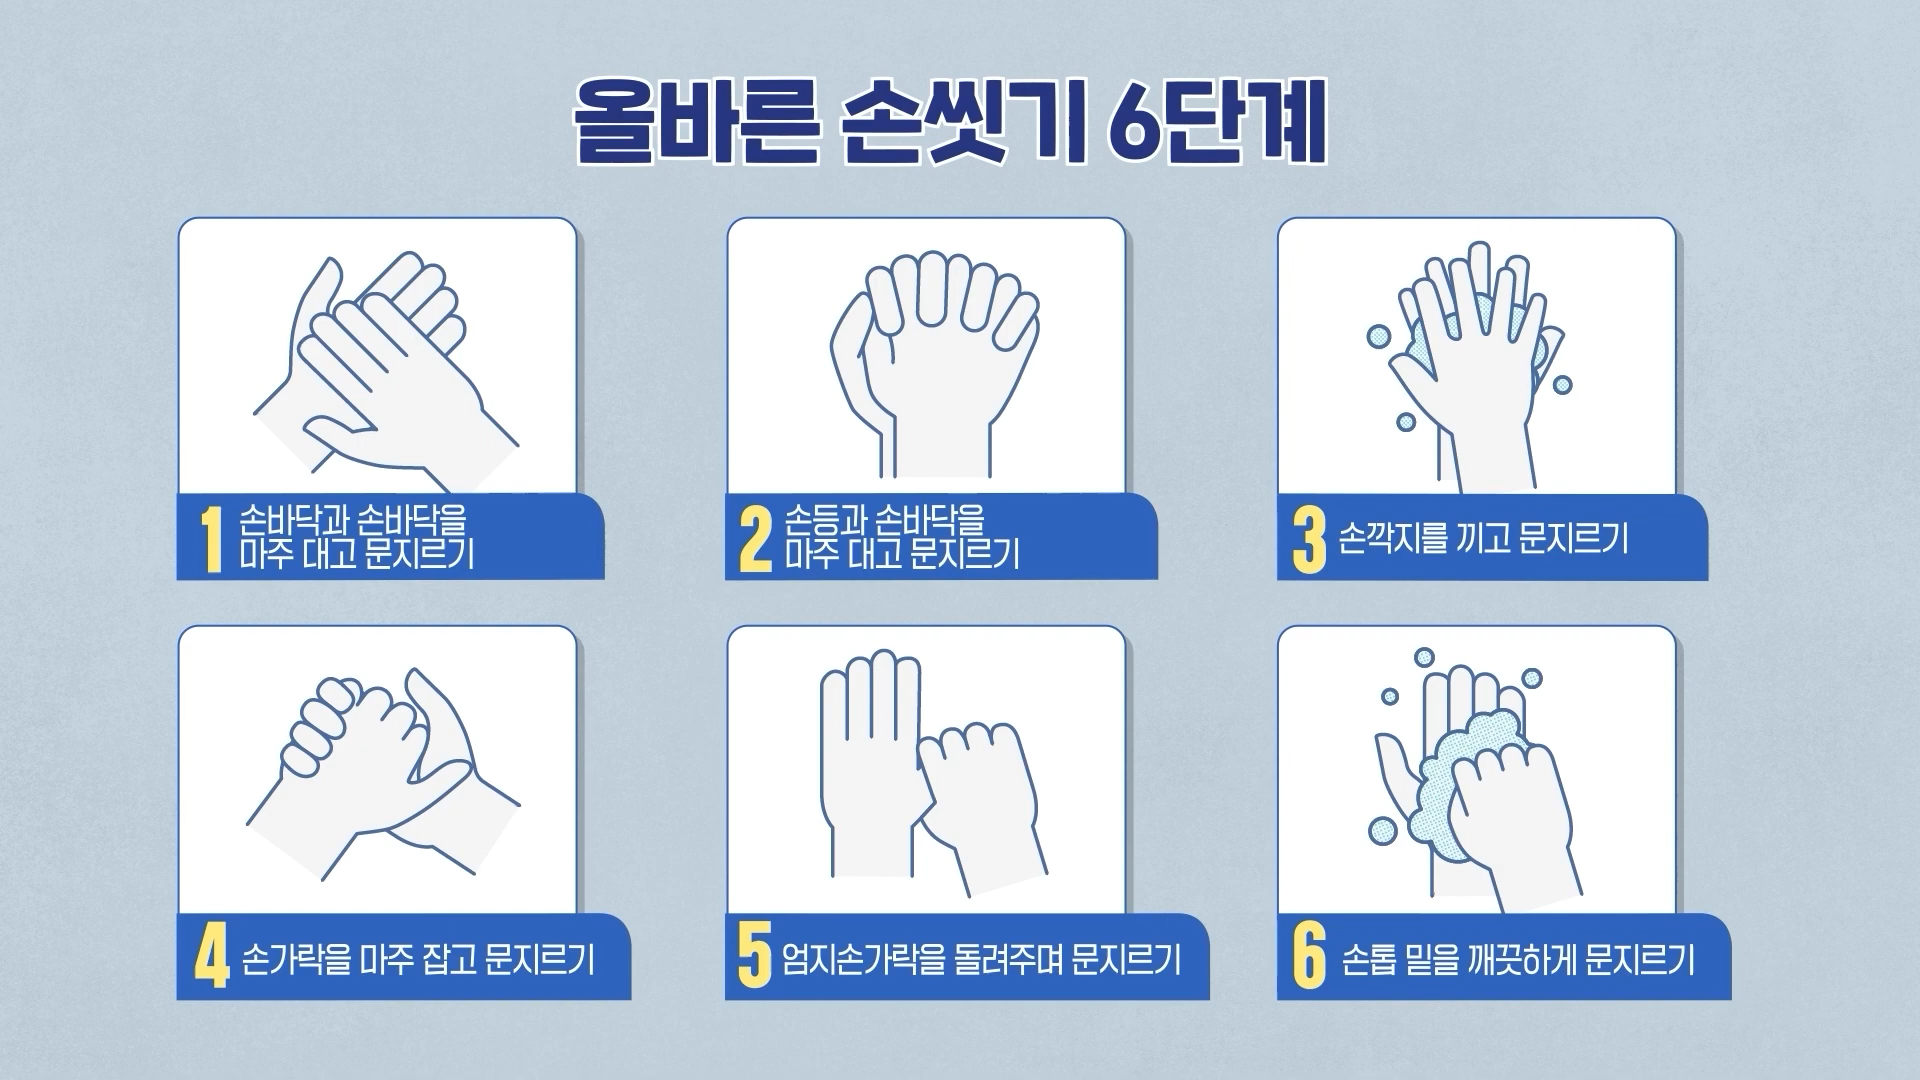 올바른 손씻기 6단계
1 손바닥과 손바닥을
마주 대고 문지르기
2 손등과 손바닥을
마주 대고 문지르기
3 손깍지를 끼고 문지르기
4 손가락을 마주 잡고 문지르기
5 엄지손가락을 돌려주며 문지르기
6 손톱 밑을 깨끗하게 문지르기